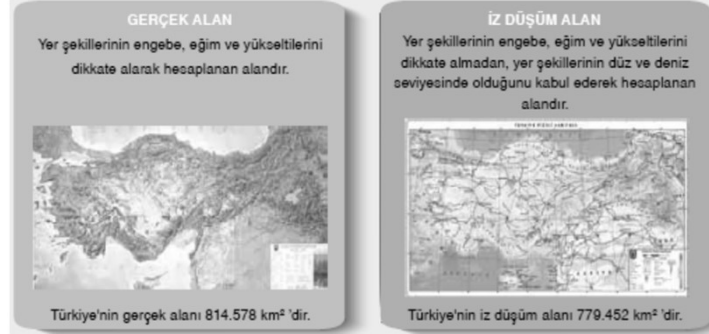 GERÇEK ALAN
Yer şekillerinin engebe, eğim ve yükseltilerini
dikkate alarak hesaplanan alandır.
Türkiye'nin gerçek alanı 814.578 km² 'dir.
İZ DÜŞÜM ALAN
Yer şekillerinin engebe, eğim ve yükseltilerini
dikkate almadan, yer şekillerinin düz ve deniz
seviyesinde olduğunu kabul ederek hesaplanan
alandır.
Türkiye'nin iz düşüm alanı 779.452 km² 'dir.